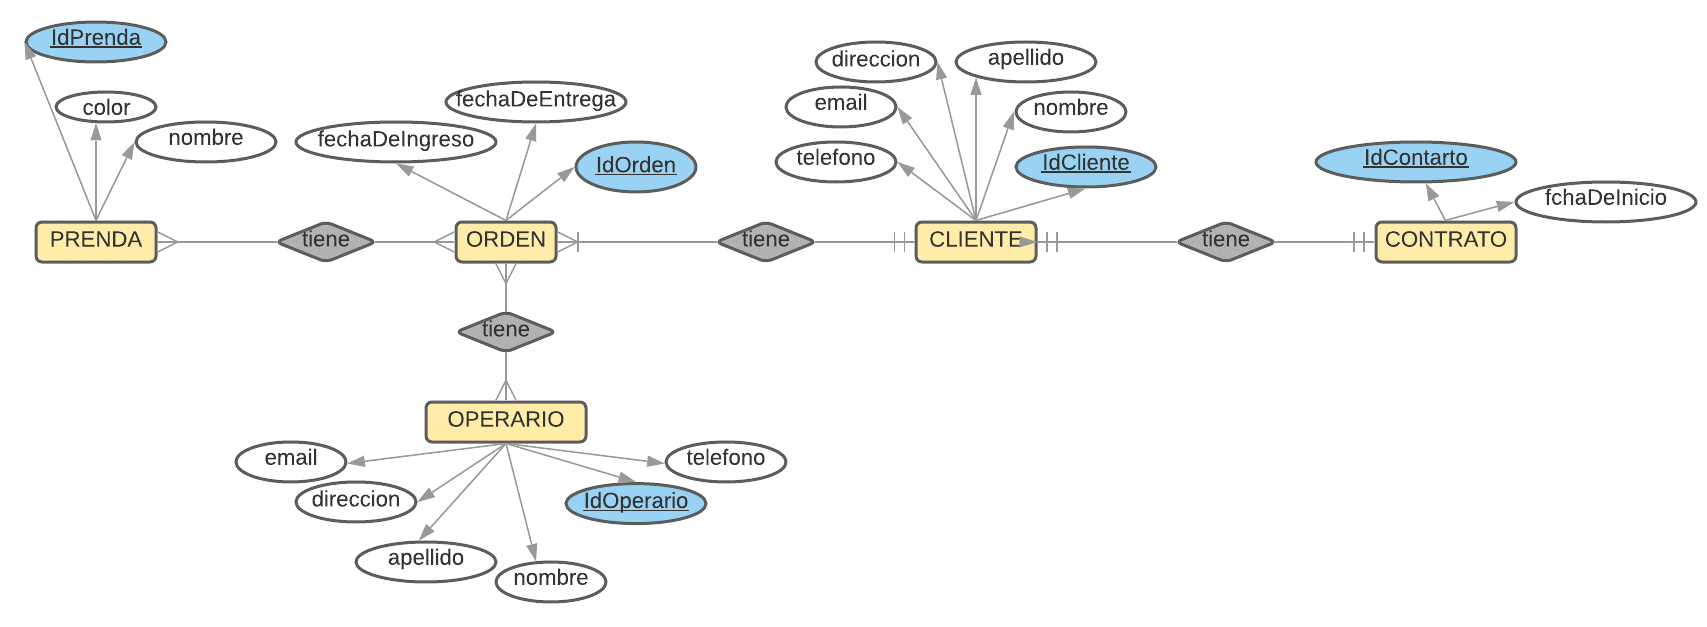 IdPrenda
color
nombre
fechaDeEntrega
fechaDeIngreso
IdOrden
direccion
apellido
email
nombre
telefono
IdCliente
IdContarto
fchaDeInicio
PRENDA
tiene
ORDEN
tiene
CLIENTE
tiene
CONTRATO
tiene
OPERARIO
email
telefono
direccion
IdOperario
apellido
nombre